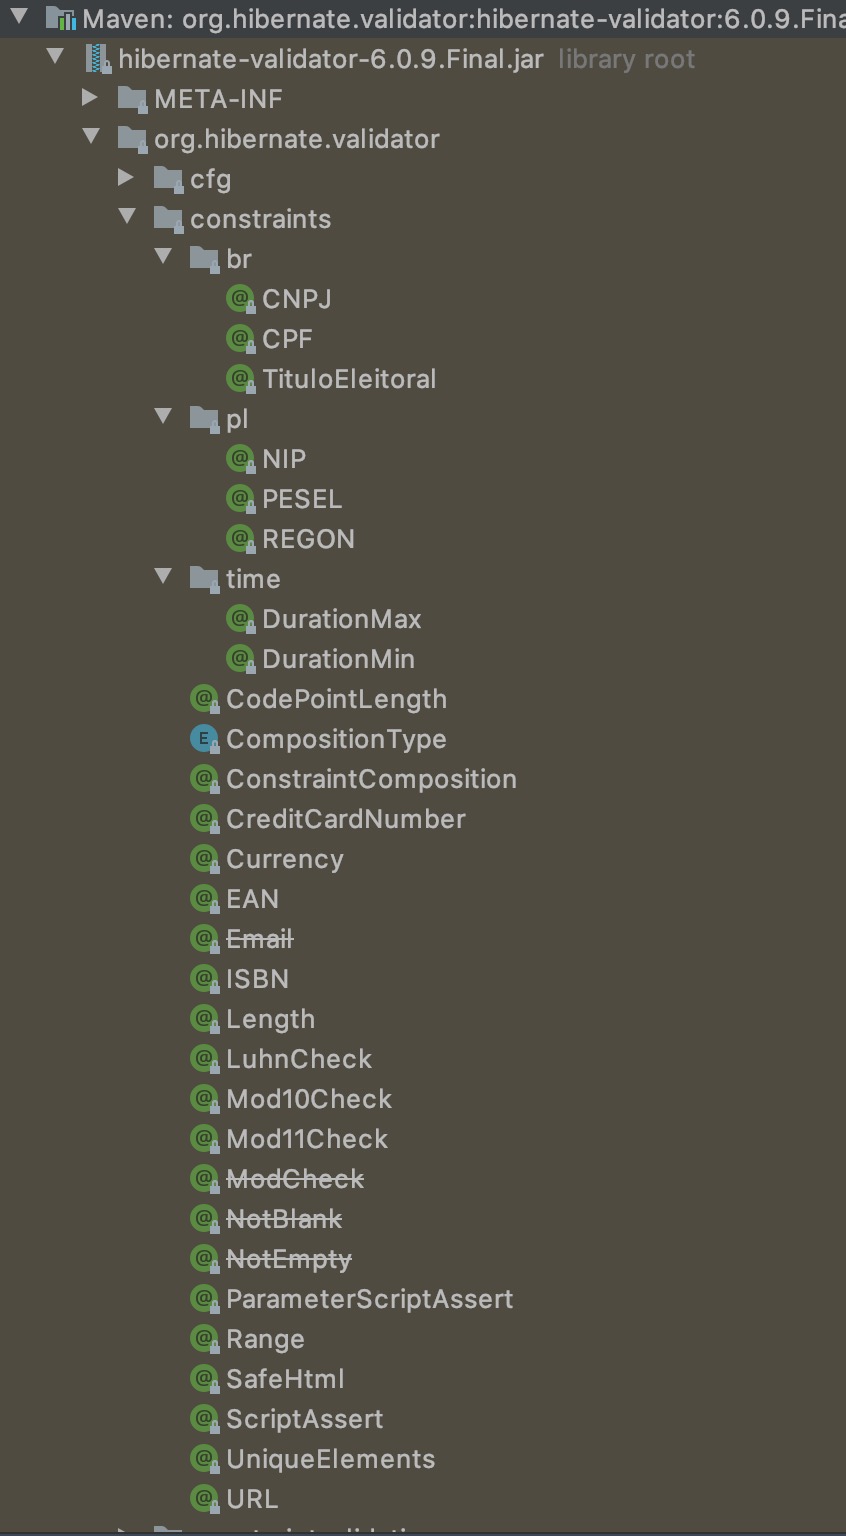 Maven: org.hibernate.validator:hibernate-validator:6.0.9.Fina
hibernate-validator-6.0.9.Final.jar library root
META-INF
org.hibernate.validator
cfg
constraints
br
@ CNPJ
@ CPF
@ TituloEleitoral
pl
@ NIP
@ PESEL
@ REGON
time
@ DurationMax
@ DurationMin
@ CodePointLength
E CompositionType
@ ConstraintComposition
@ CreditCardNumber
@ Currency
@ EAN
@ Email
@ ISBN
@ Length
@ LuhnCheck
@ Mod10Check
@ Mod11Check
@ ModCheck
@ NotBlank
@ NotEmpty
@ ParameterScriptAssert
@ Range
@ SafeHtml
@ ScriptAssert
@ UniqueElements
@ URL